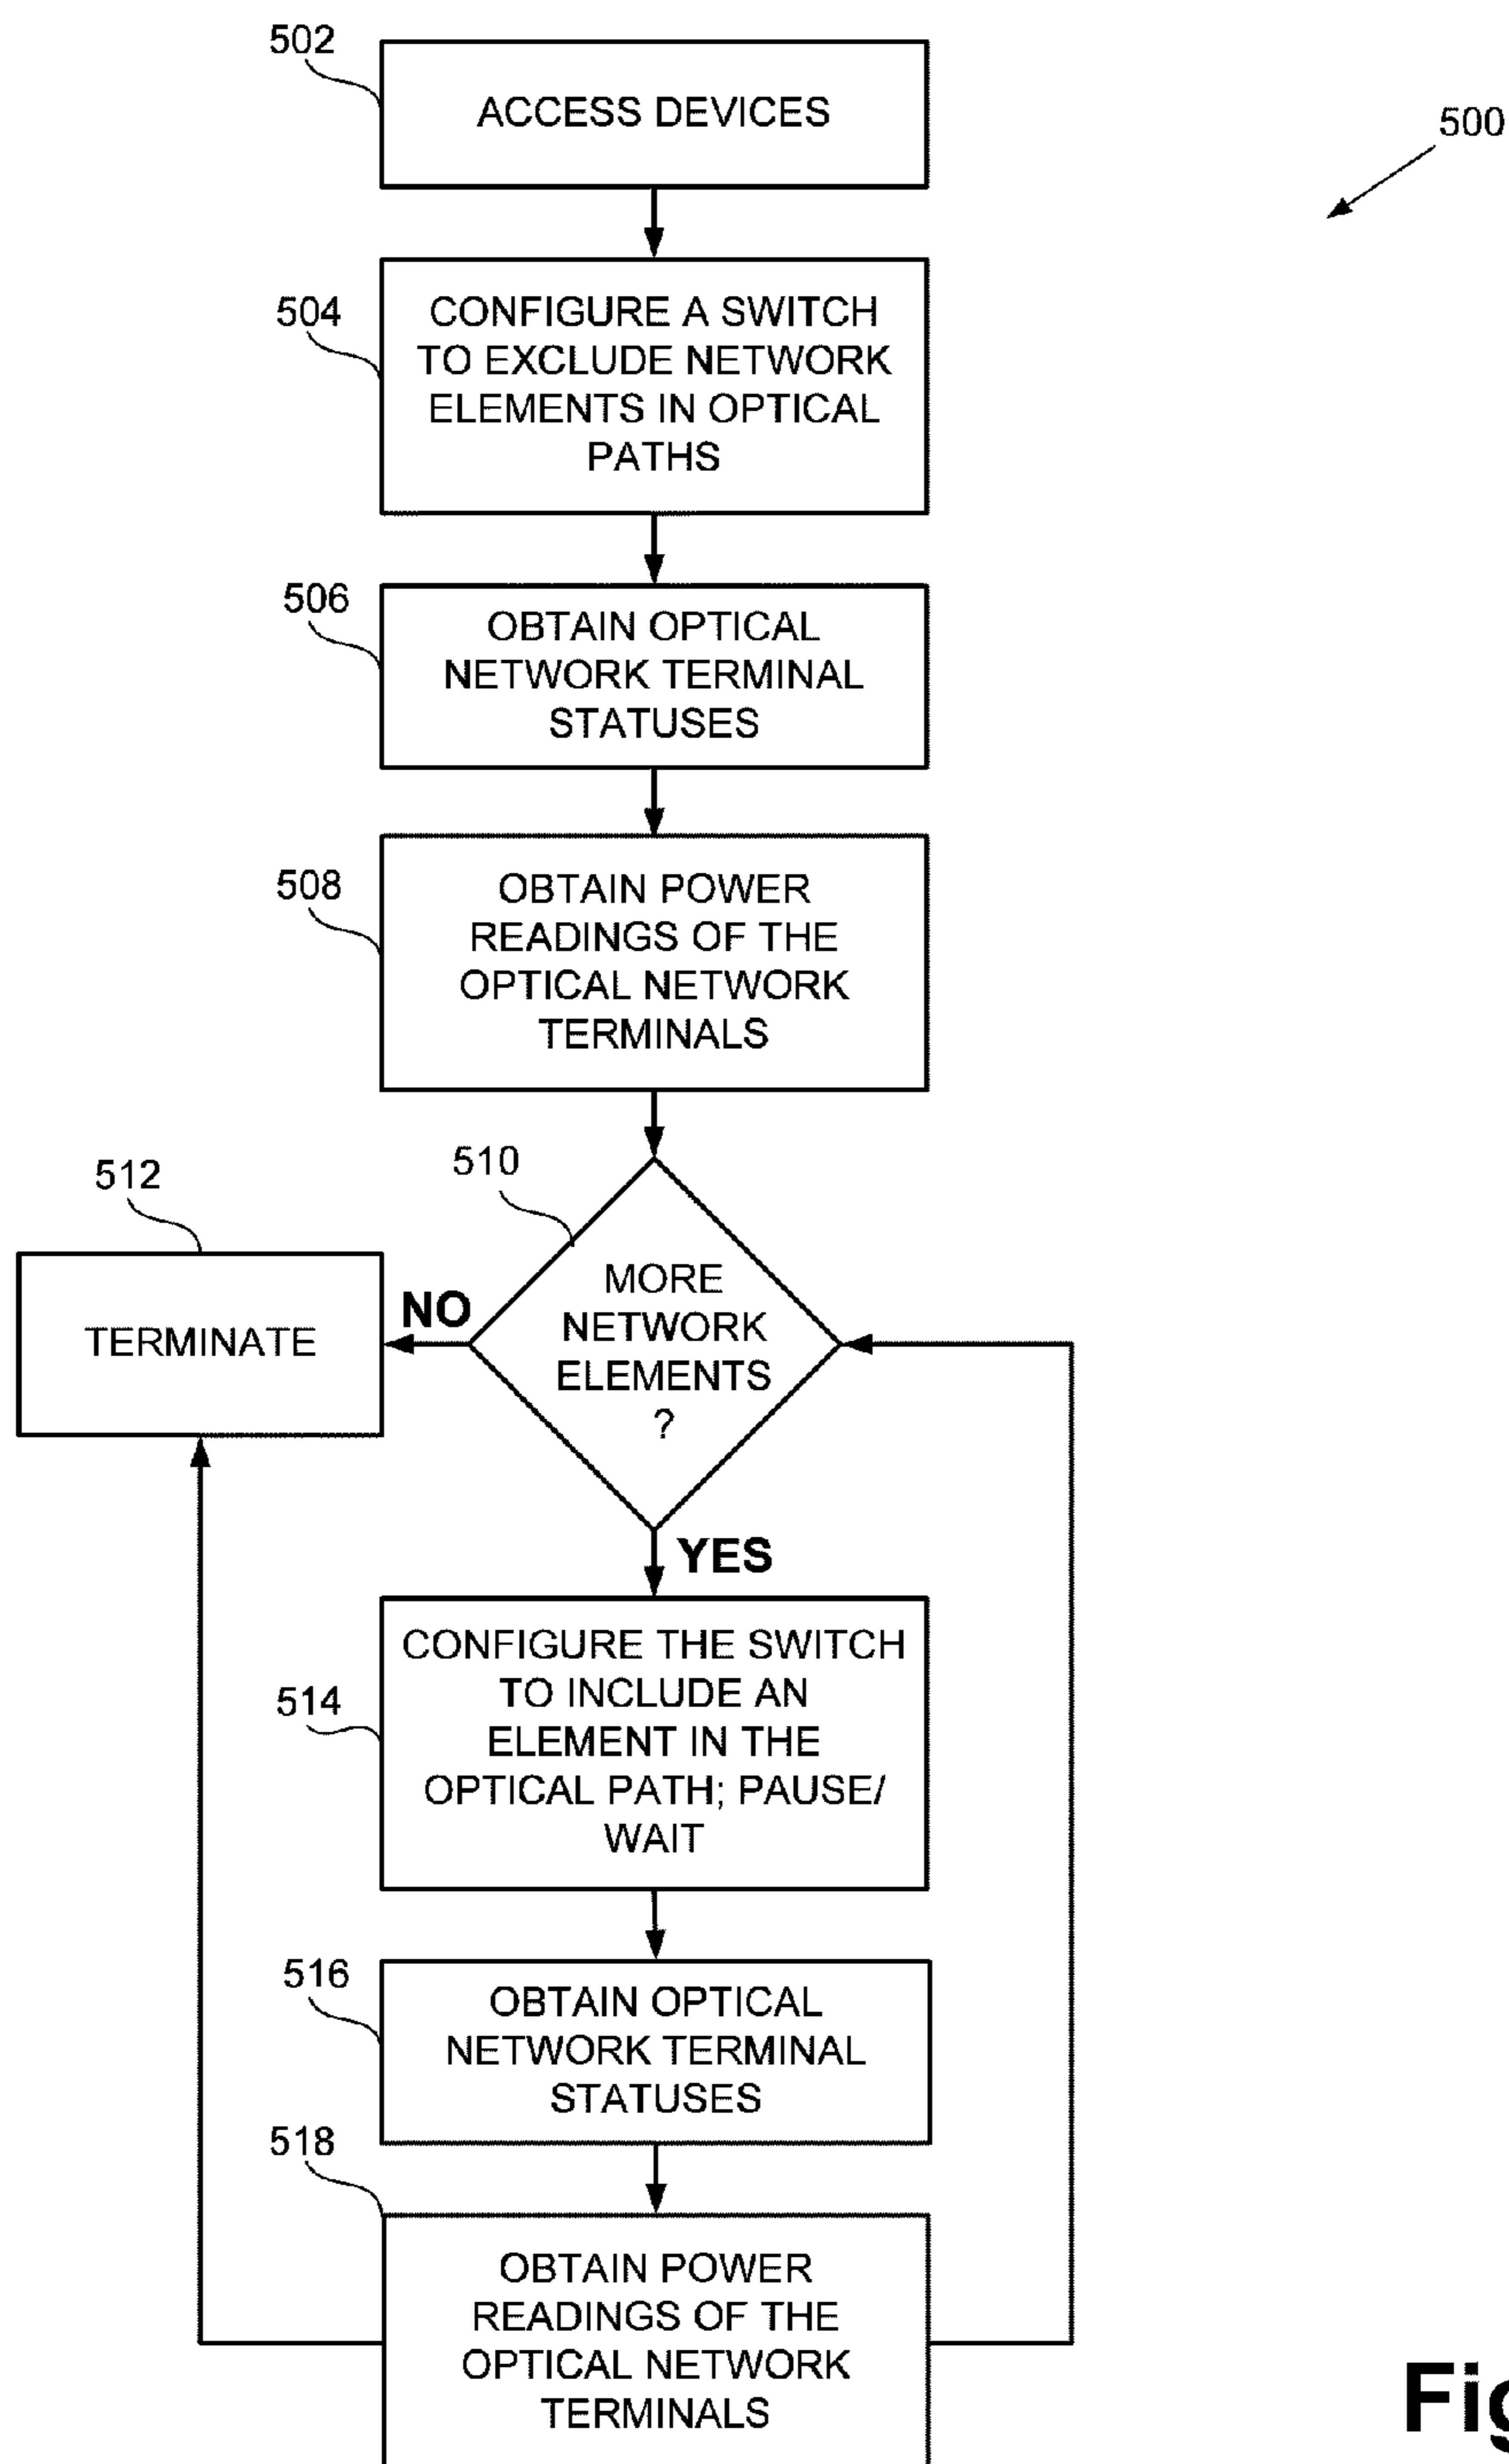 502
ACCESS DEVICES
500
504
CONFIGURE A SWITCH
TO EXCLUDE NETWORK
ELEMENTS IN OPTICAL
PATHS
506
OBTAIN OPTICAL
NETWORK TERMINAL
STATUSES
508
OBTAIN POWER
READINGS OF THE
OPTICAL NETWORK
TERMINALS
512
510
TERMINATE
NO
MORE
NETWORK
ELEMENTS
?
YES
514
CONFIGURE THE SWITCH
TO INCLUDE AN
ELEMENT IN THE
OPTICAL PATH; PAUSE/
WAIT
516
OBTAIN OPTICAL
NETWORK TERMINAL
STATUSES
518
OBTAIN POWER
READINGS OF THE
OPTICAL NETWORK
TERMINALS